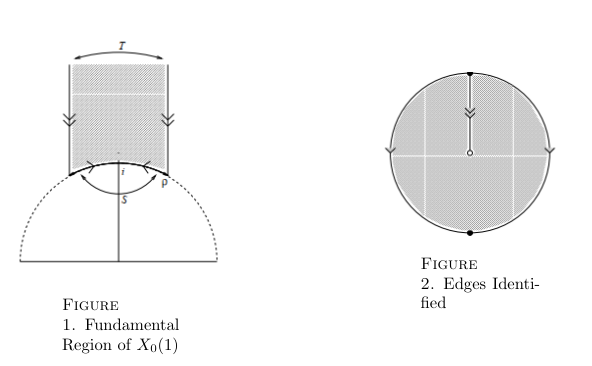 T
i
ρ
S
FIGURE
1. Fundamental
Region of X₀(1)
FIGURE
2. Edges Identi-
fied